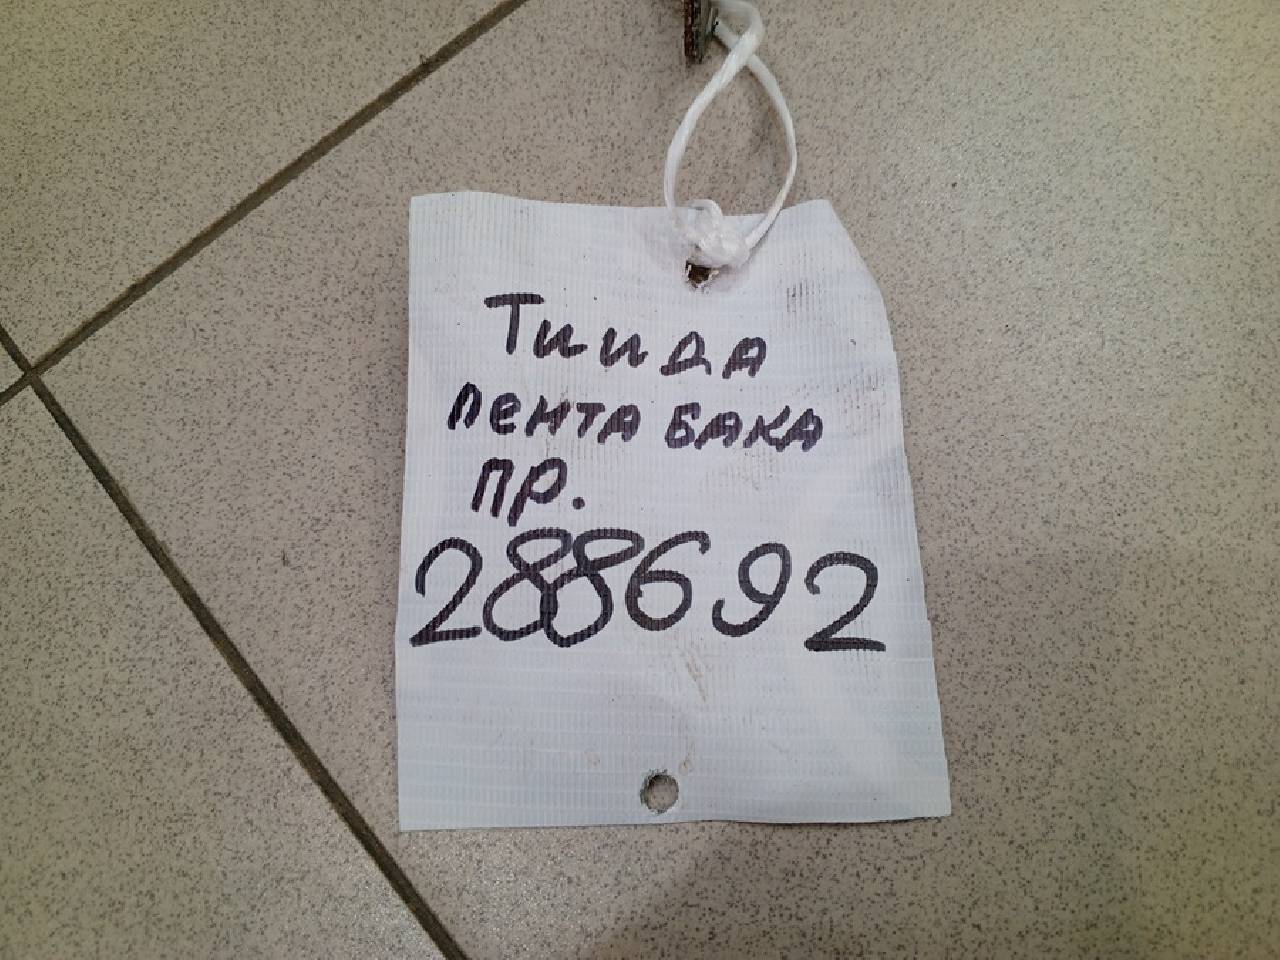 Тиида
лента бака
пр.
288692